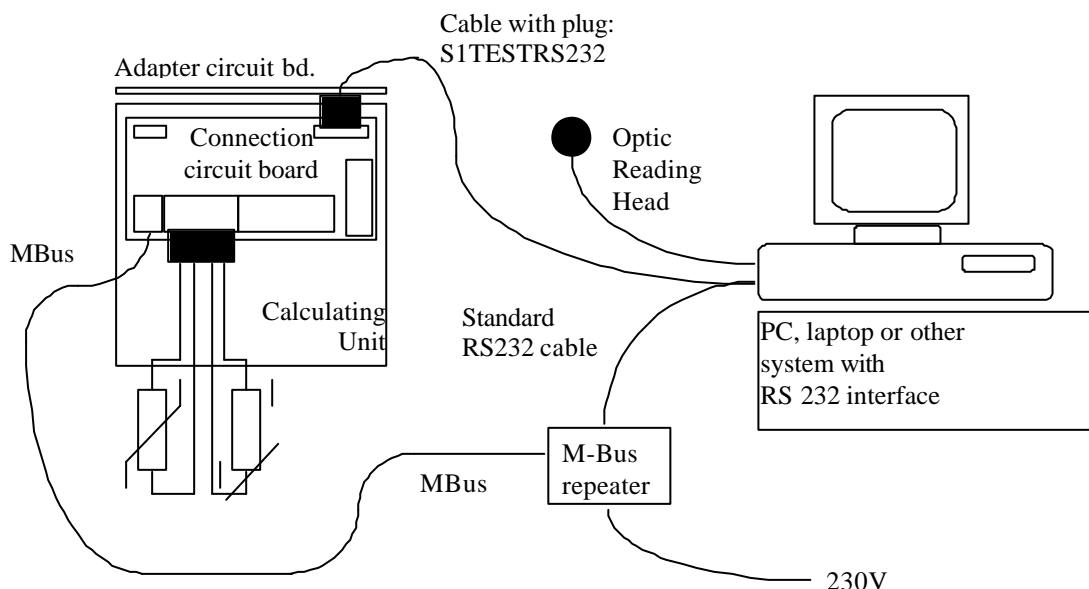 Cable with plug:
S1TESTRS232
Adapter circuit bd.
Connection
circuit board
Optic
Reading
Head
MBus
Calculating
Unit
Standard
RS232 cable
PC, laptop or other
system with
RS 232 interface
M-Bus
repeater
MBus
230V